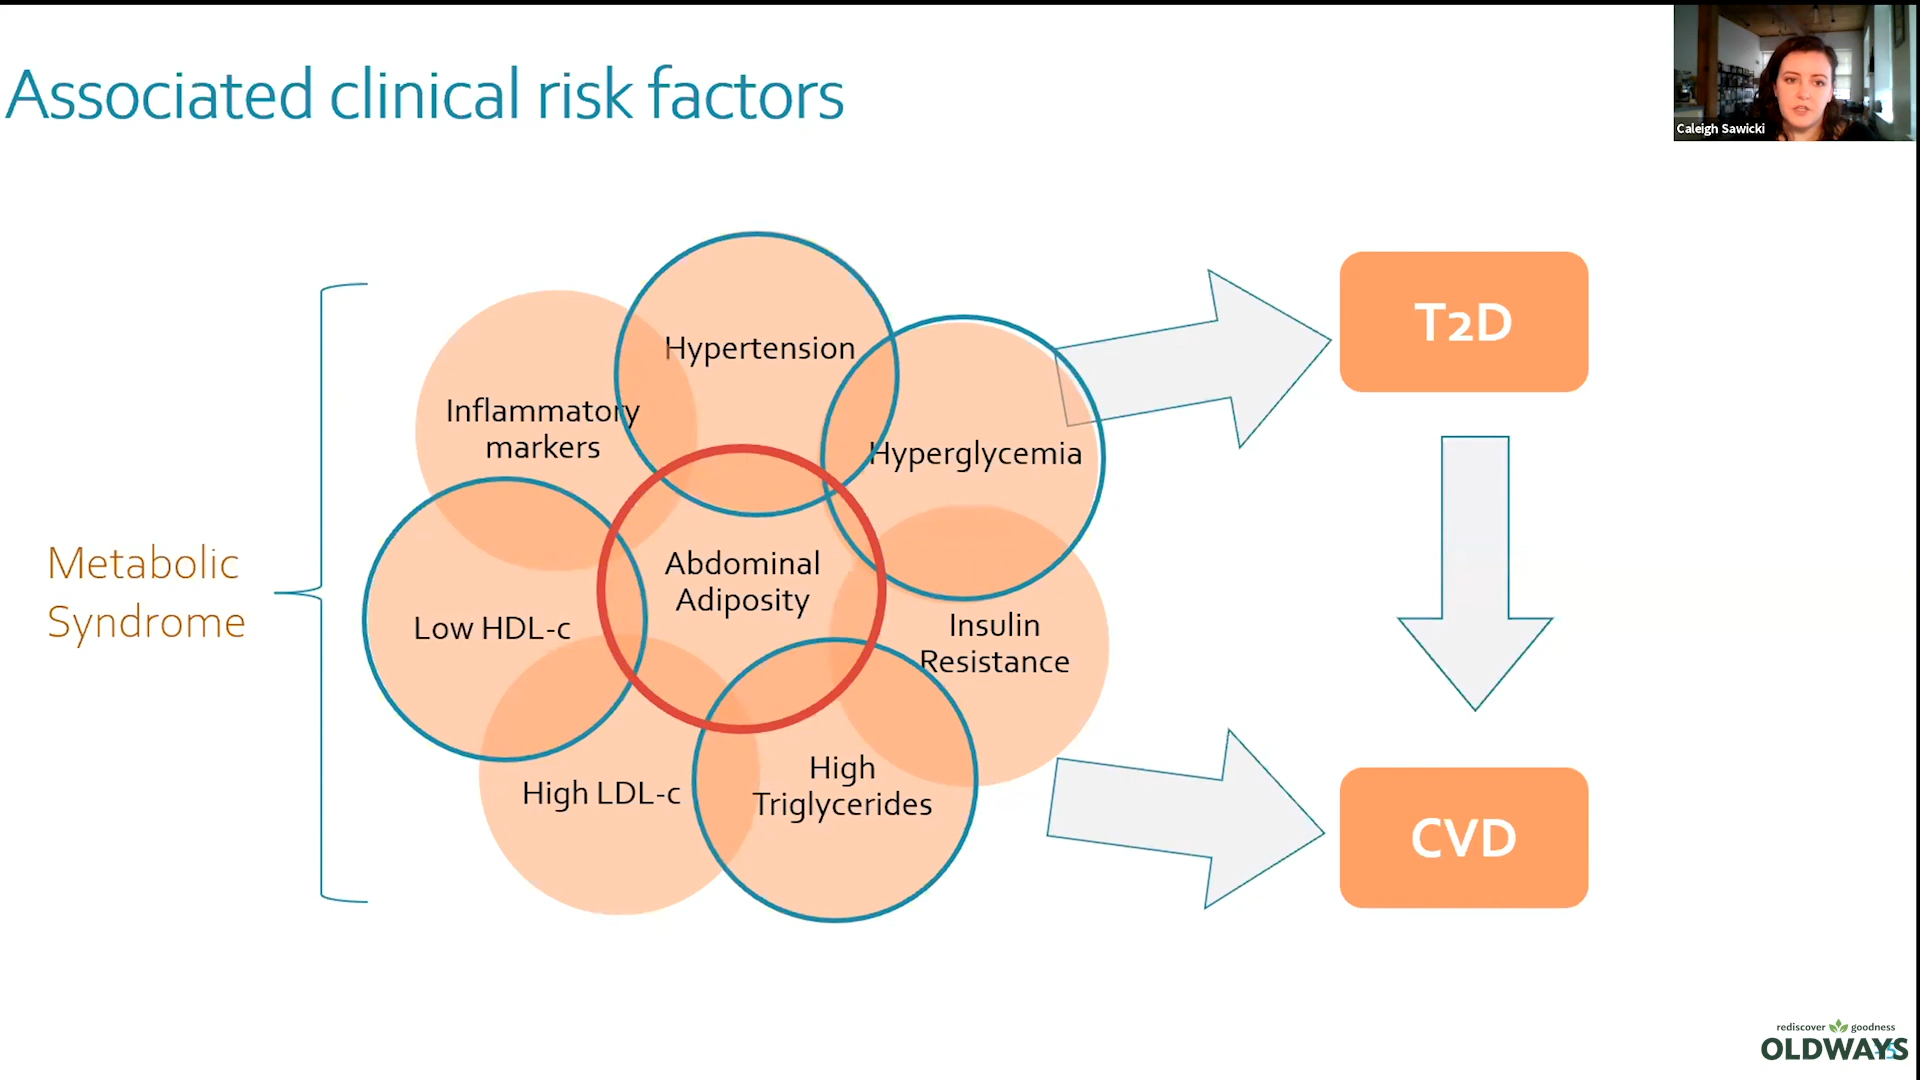 Associated clinical risk factors
Caleigh Sawicki
Hypertension
Inflammatory
markers
Hyperglycemia
Abdominal
Adiposity
Metabolic
Syndrome
Low HDL-c
Insulin
Resistance
High LDL-c
High
Triglycerides
T2D
CVD
rediscover goodness
OLDWAYS